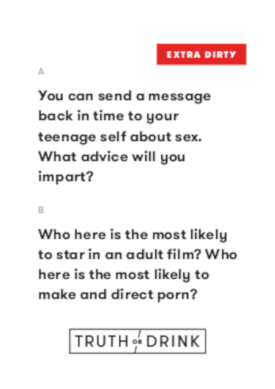 EXTRA DIRTY
A
You can send a message
back in time to your
teenage self about sex.
What advice will you
impart?
B
Who here is the most likely
to star in an adult film? Who
here is the most likely to
make and direct porn?
TRUTH OR DRINK